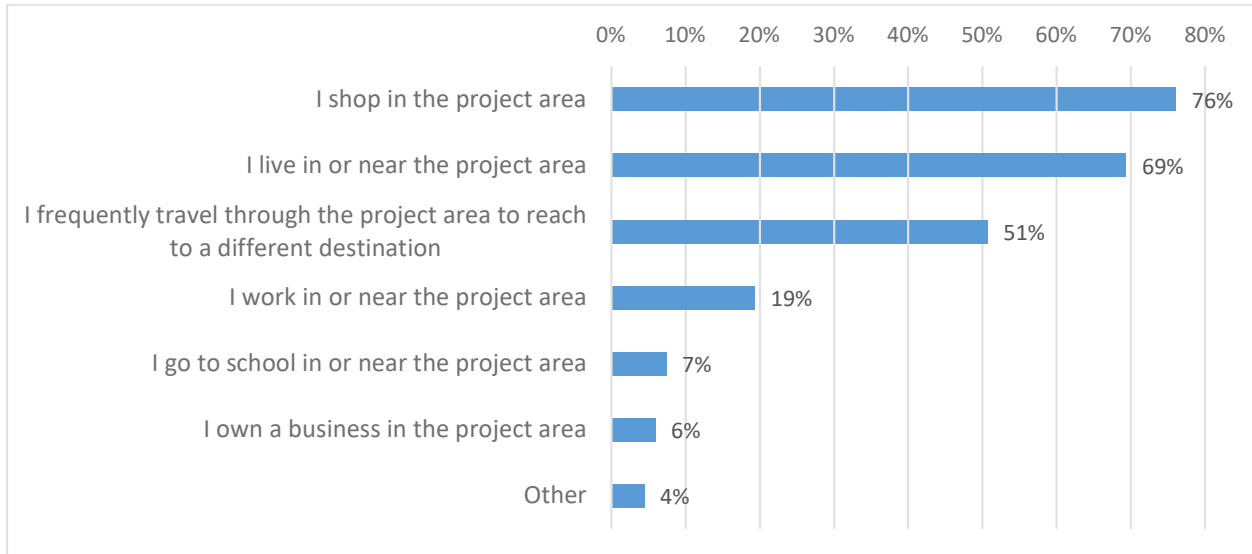 0% 10% 20% 30% 40% 50% 60% 70% 80%
I shop in the project area 76%
I live in or near the project area 69%
I frequently travel through the project area to reach
to a different destination 51%
I work in or near the project area 19%
I go to school in or near the project area 7%
I own a business in the project area 6%
Other 4%